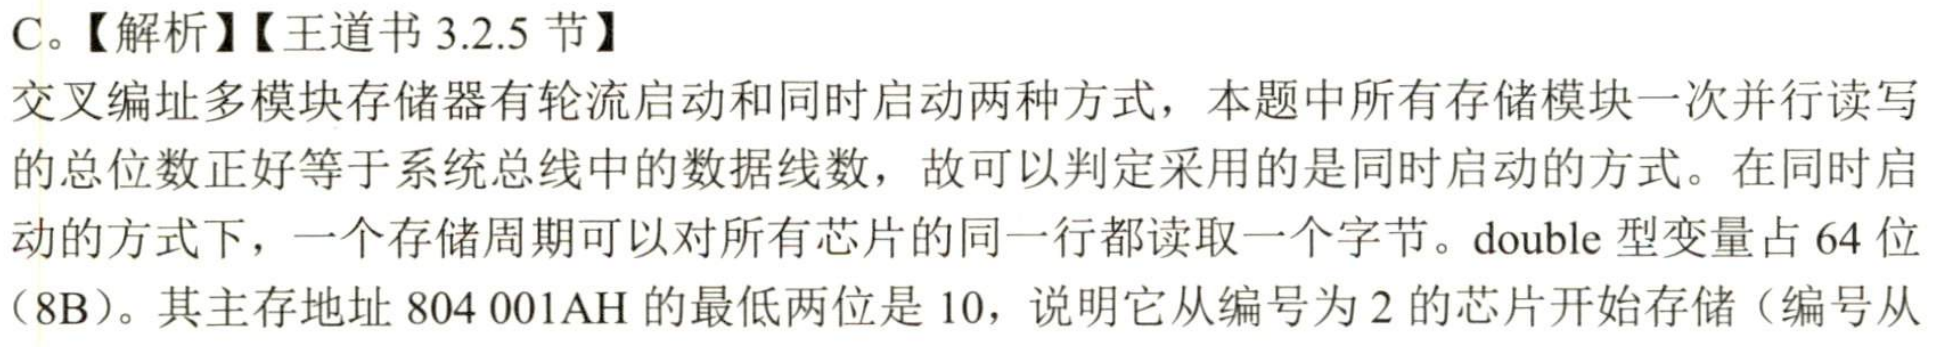 C。【解析】【王道书 3.2.5 节】
交叉编址多模块存储器有轮流启动和同时启动两种方式，本题中所有存储模块一次并行读写
的总位数正好等于系统总线中的数据线数，故可以判定采用的是同时启动的方式。在同时启
动的方式下，一个存储周期可以对所有芯片的同一行都读取一个字节。double 型变量占 64 位
（8B）。其主存地址 804 001AH 的最低两位是 10，说明它从编号为 2 的芯片开始存储（编号从